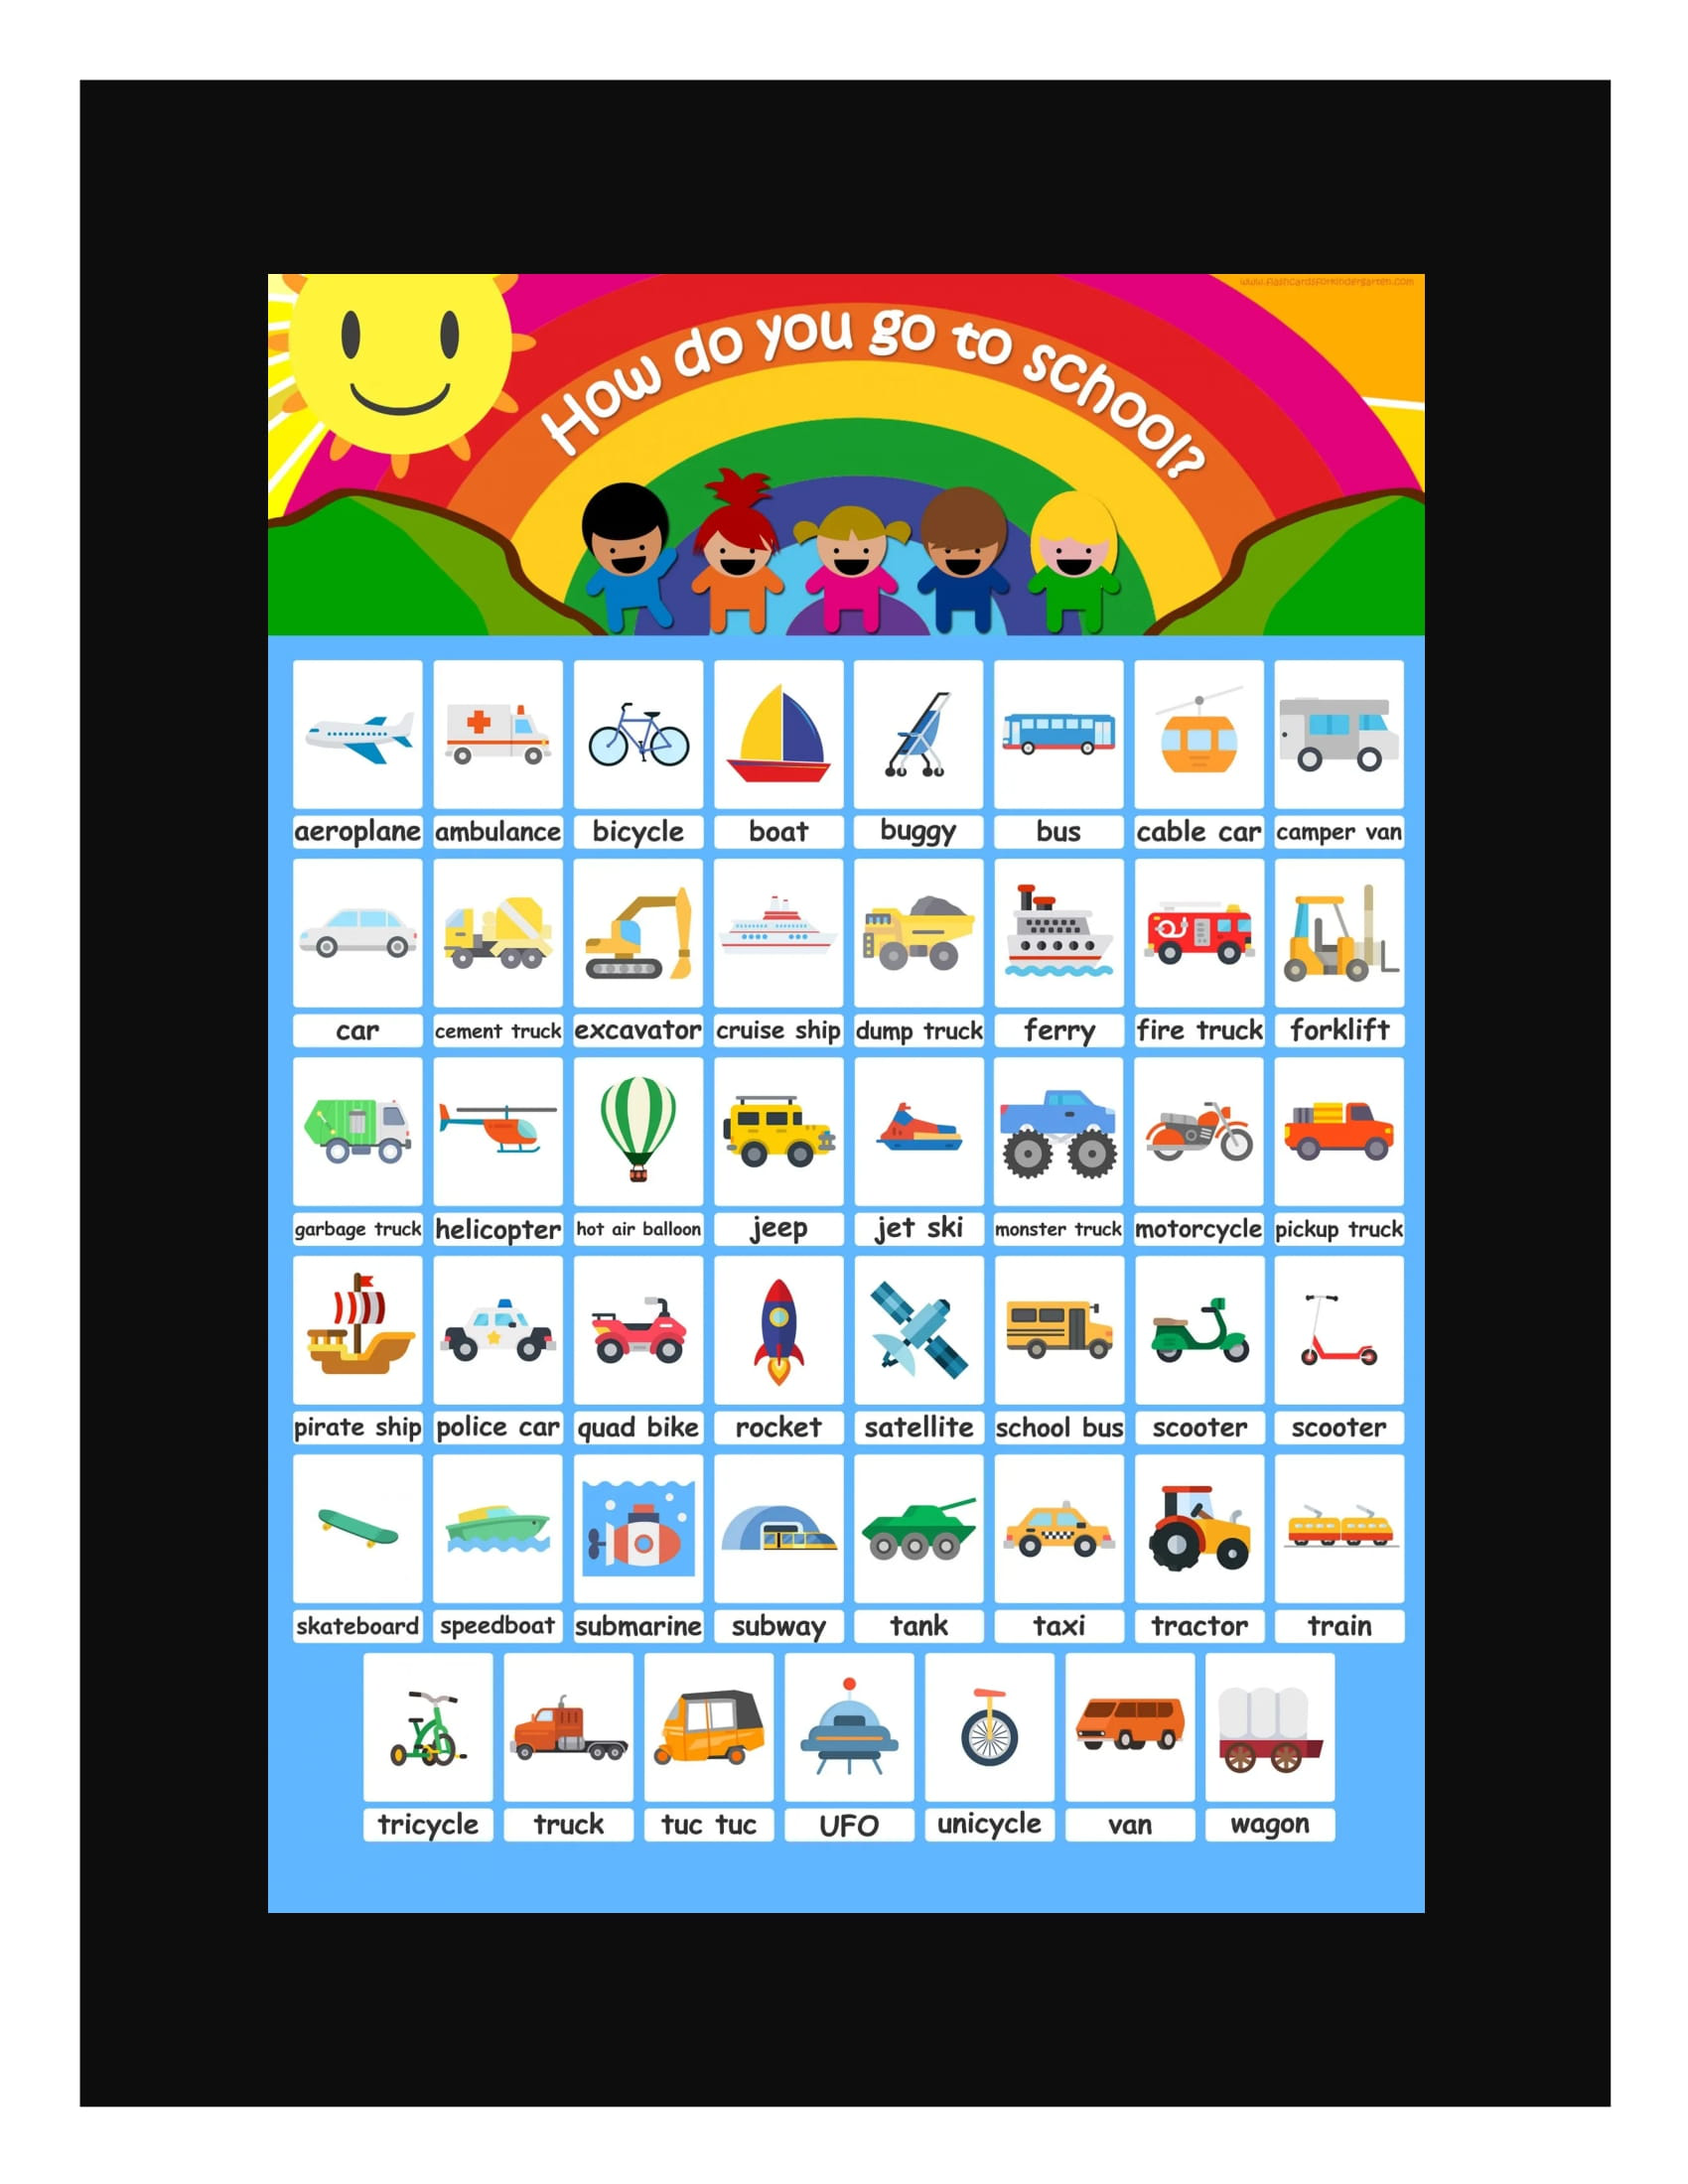 www.flashcardsforkindergarten.com
How do you go to school?
aeroplane ambulance bicycle boat buggy bus cable car camper van
car cement truck excavator cruise ship dump truck ferry fire truck forklift
garbage truck helicopter hot air balloon jeep jet ski monster truck motorcycle pickup truck
pirate ship police car quad bike rocket satellite school bus scooter scooter
skateboard speedboat submarine subway tank taxi tractor train
tricycle truck tuc tuc UFO unicycle van wagon